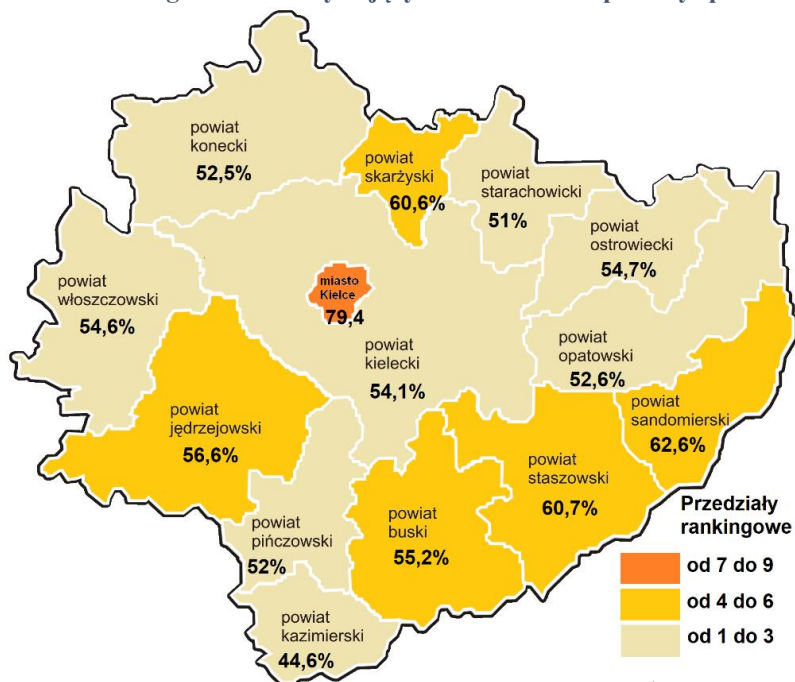 powiat
konecki
52,5%
powiat
skarżyski
60,6%
powiat
starachowicki
51%
powiat
ostrowiecki
54,7%
powiat
włoszczowski
54,6%
miasto
Kielce
79,4
powiat
kielecki
54,1%
powiat
opatowski
52,6%
powiat
sandomierski
62,6%
powiat
jędrzejowski
56,6%
powiat
staszowski
60,7%
powiat
pińczowski
52%
powiat
buski
55,2%
powiat
kazimierski
44,6%
Przedziały
rankingowe
od 7 do 9
od 4 do 6
od 1 do 3